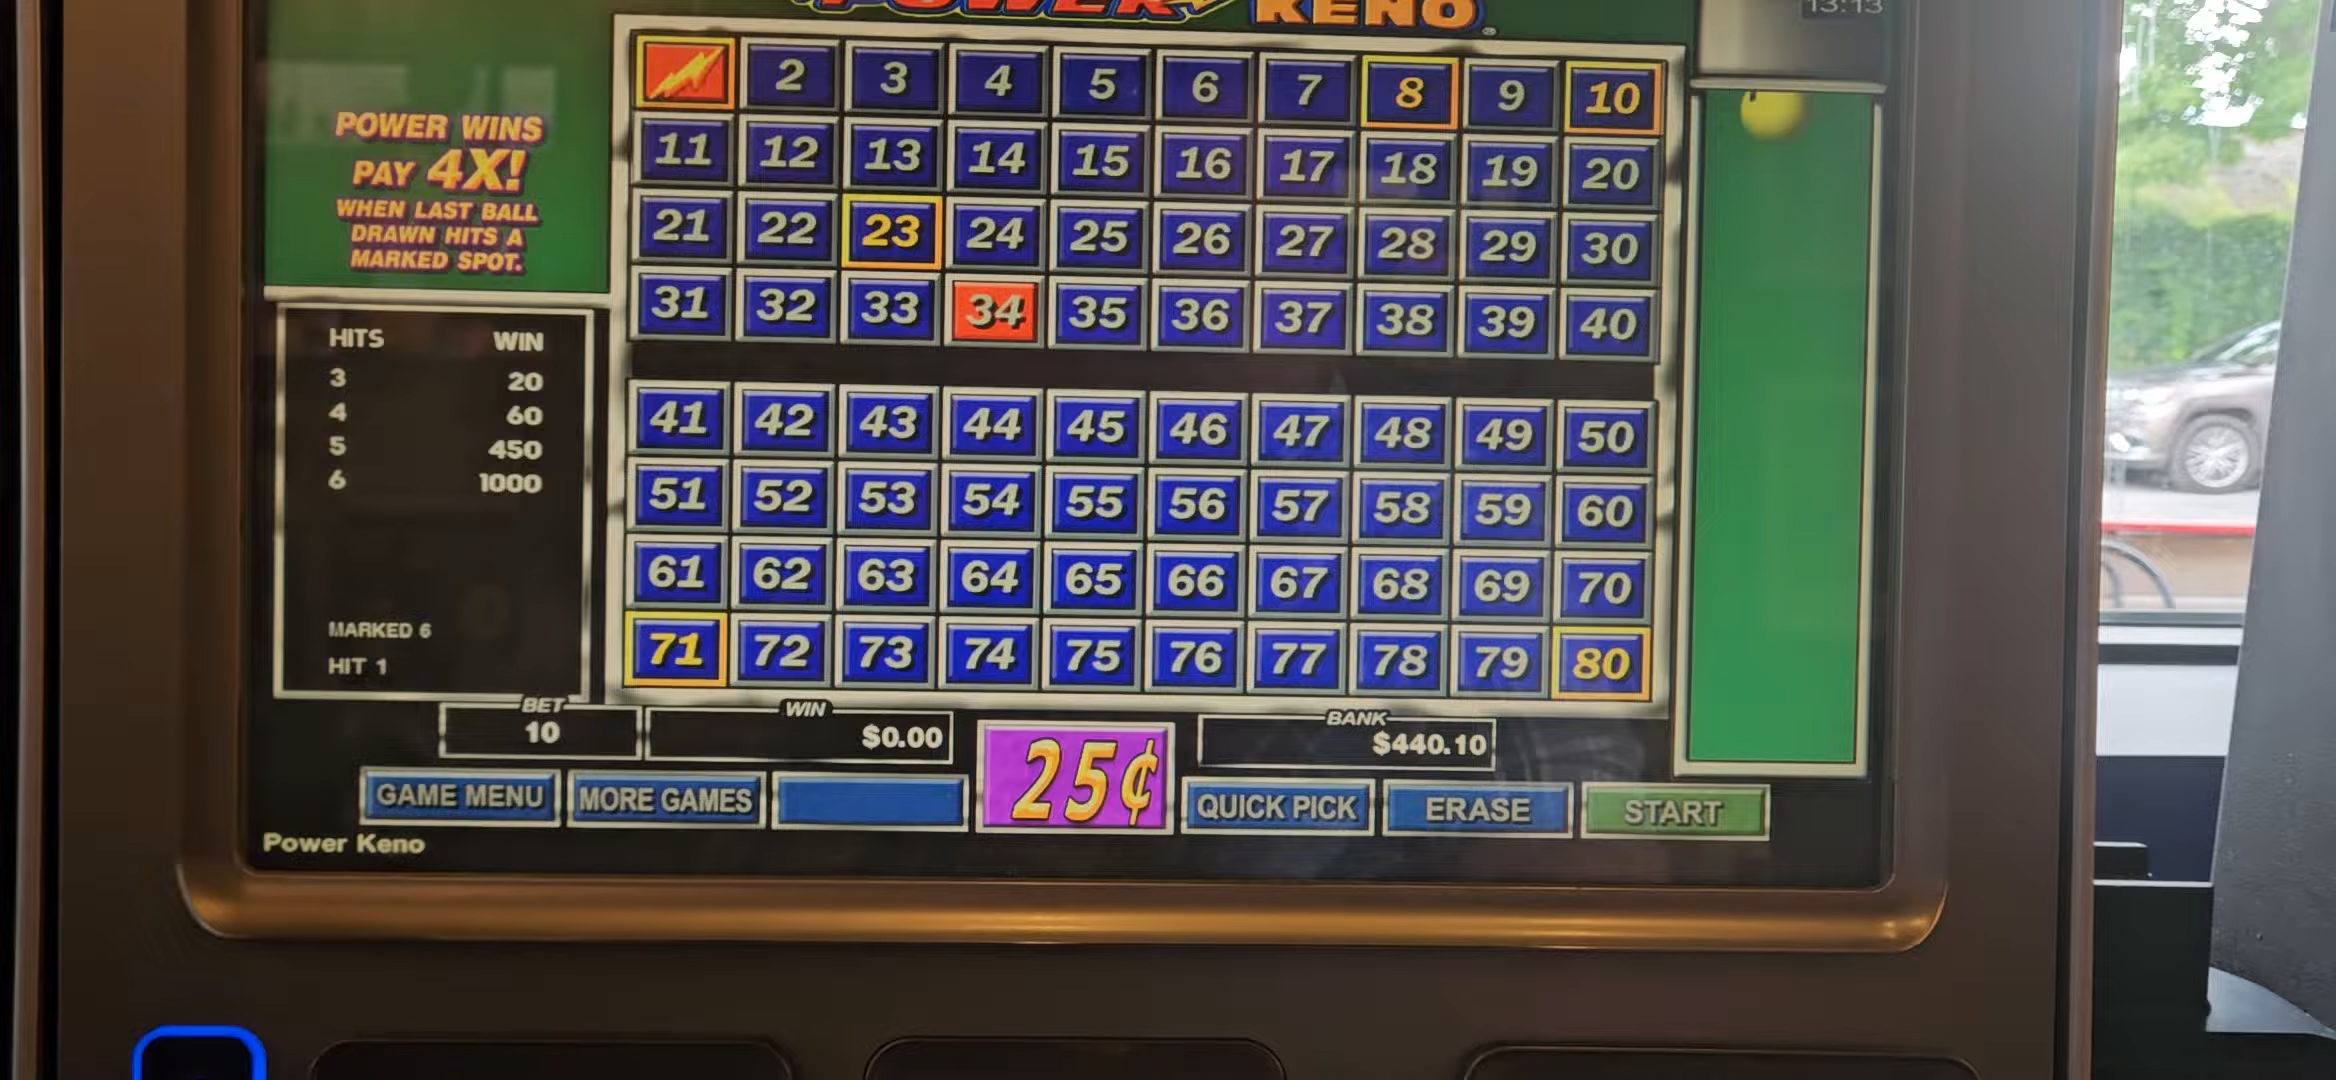 POWER KENO
13:13
POWER WINS
PAY 4X!
WHEN LAST BALL
DRAWN HITS A
MARKED SPOT.
2 3 4 5 6 7 8 9 10
11 12 13 14 15 16 17 18 19 20
21 22 23 24 25 26 27 28 29 30
31 32 33 34 35 36 37 38 39 40
41 42 43 44 45 46 47 48 49 50
51 52 53 54 55 56 57 58 59 60
61 62 63 64 65 66 67 68 69 70
71 72 73 74 75 76 77 78 79 80
HITS WIN
3 20
4 60
5 450
6 1000
MARKED 6
HIT 1
BET
10
WIN
$0.00
25¢
BANK
$440.10
GAME MENU
MORE GAMES
QUICK PICK
ERASE
START
Power Keno